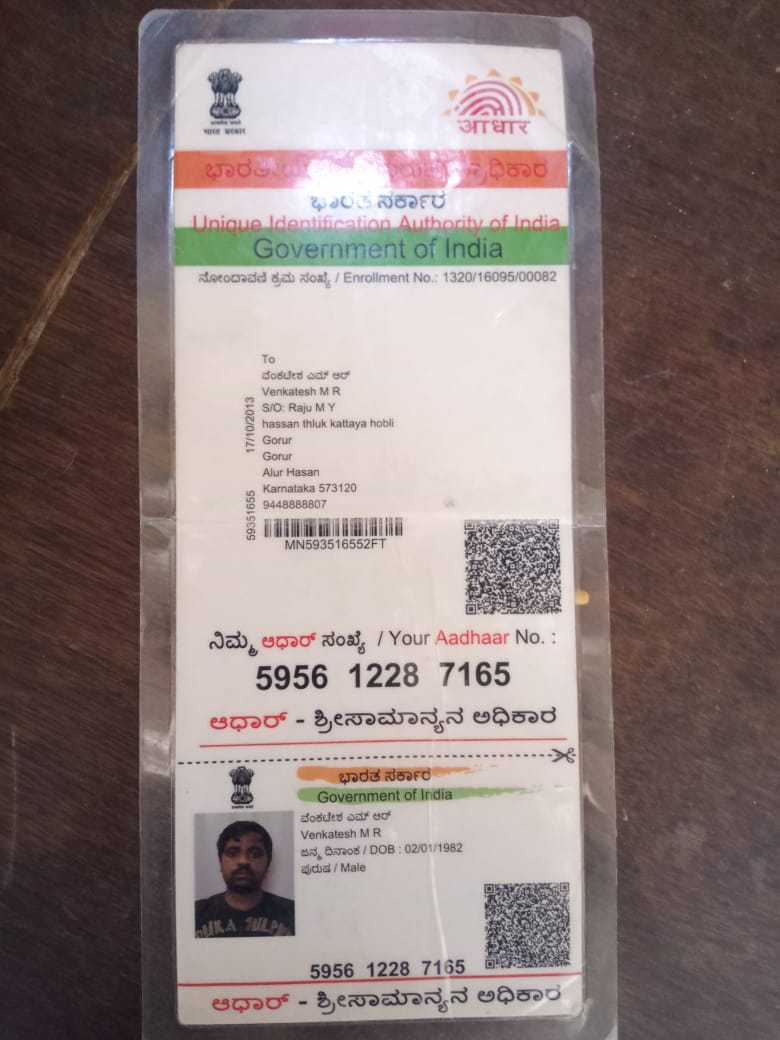 भारत सरकार
आधार
ಭಾರತ ಸರ್ಕಾರ
Unique Identification Authority of India
Government of India
ನೋಂದಾವಣಿ ಕ್ರಮ ಸಂಖ್ಯೆ / Enrollment No.: 1320/16095/00082
To
ವೆಂಕಟೇಶ ಎಮ್ ಆರ್
Venkatesh M R
S/O: Raju M Y
hassan thluk kattaya hobli
Gorur
Gorur
Alur Hasan
Karnataka 573120
9448888807
17/10/2013
59351655
MN593516552FT
ನಿಮ್ಮ ಆಧಾರ್ ಸಂಖ್ಯೆ / Your Aadhaar No. :
5956 1228 7165
ಆಧಾರ್ - ಶ್ರೀಸಾಮಾನ್ಯನ ಅಧಿಕಾರ
ಭಾರತ ಸರ್ಕಾರ
Government of India
ವೆಂಕಟೇಶ ಎಮ್ ಆರ್
Venkatesh M R
ಜನ್ಮ ದಿನಾಂಕ / DOB : 02/01/1982
ಪುರುಷ / Male
5956 1228 7165
ಆಧಾರ್ - ಶ್ರೀಸಾಮಾನ್ಯನ ಅಧಿಕಾರ